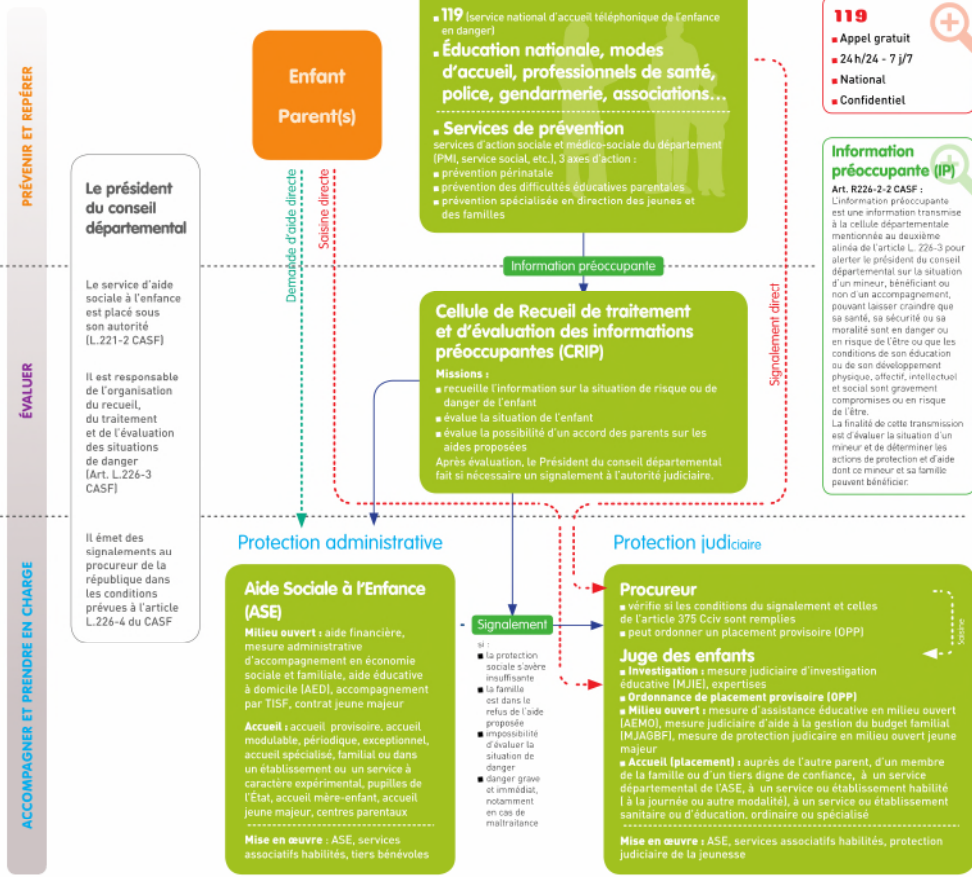 PRÉVENIR ET REPÉRER
ÉVALUER
ACCOMPAGNER ET PRENDRE EN CHARGE
Le président
du conseil
départemental
Le service d'aide
sociale à l'enfance
est placé sous
son autorité
(L.221-2 CASF)
Il est responsable
de l'organisation
du recueil,
du traitement
et de l'évaluation
des situations
de danger
(Art. L.226-3
CASF)
Il émet des
signalements au
procureur de la
république dans
les conditions
prévues à l'article
L.226-4 du CASF
Enfant
Parent(s)
Demande d'aide directe
Saisine directe
119 (service national d'accueil téléphonique de l'enfance
en danger)
Éducation nationale, modes
d'accueil, professionnels de santé,
police, gendarmerie, associations...
Services de prévention
services d'action sociale et médico-sociale du département
(PMI, service social, etc.), 3 axes d'action :
prévention périnatale
prévention des difficultés éducatives parentales
prévention spécialisée en direction des jeunes et
des familles
Information préoccupante
Cellule de Recueil de traitement
et d'évaluation des informations
préoccupantes (CRIP)
Missions :
recueille l'information sur la situation de risque ou de
danger de l'enfant
évalue la situation de l'enfant
évalue la possibilité d'un accord des parents sur les
aides proposées
Après évaluation, le Président du conseil départemental
fait si nécessaire un signalement à l'autorité judiciaire.
Signalement direct
119
Appel gratuit
24h/24 - 7 j/7
National
Confidentiel
Information
préoccupante (IP)
Art. R226-2-2 CASF :
L'information préoccupante
est une information transmise
à la cellule départementale
mentionnée au deuxième
alinéa de l'article L. 226-3 pour
alerter le président du conseil
départemental sur la situation
d'un mineur, bénéficiant ou
non d'un accompagnement,
pouvant laisser craindre que
sa santé, sa sécurité ou sa
moralité sont en danger ou
en risque de l'être ou que les
conditions de son éducation
ou de son développement
physique, affectif, intellectuel
et social sont gravement
compromises ou en risque
de l'être.
La finalité de cette transmission
est d'évaluer la situation d'un
mineur et de déterminer les
actions de protection et d'aide
dont ce mineur et sa famille
peuvent bénéficier.
Protection administrative
Aide Sociale à l'Enfance
(ASE)
Milieu ouvert : aide financière,
mesure administrative
d'accompagnement en économie
sociale et familiale, aide éducative
à domicile (AED), accompagnement
par TISF, contrat jeune majeur
Accueil : accueil provisoire, accueil
modulable, périodique, exceptionnel,
accueil spécialisé, familial ou dans
un établissement ou un service à
caractère expérimental, pupilles de
l'État, accueil mère-enfant, accueil
jeune majeur, centres parentaux
Mise en œuvre : ASE, services
associatifs habilités, tiers bénévoles
Signalement
si :
la protection
sociale s'avère
insuffisante
la famille
est dans le
refus de l'aide
proposée
impossibilité
d'évaluer la
situation de
danger
danger grave
et immédiat,
notamment
en cas de
maltraitance
Protection judiciaire
Procureur
vérifie si les conditions du signalement et celles
de l'article 375 Cciv sont remplies
peut ordonner un placement provisoire (OPP)
Saisine
Juge des enfants
Investigation : mesure judiciaire d'investigation
éducative (MJIE), expertises
Ordonnance de placement provisoire (OPP)
Milieu ouvert : mesure d'assistance éducative en milieu ouvert
(AEMO), mesure judiciaire d'aide à la gestion du budget familial
(MJAGBF), mesure de protection judicaire en milieu ouvert jeune
majeur
Accueil (placement) : auprès de l'autre parent, d'un membre
de la famille ou d'un tiers digne de confiance, à un service
départemental de l'ASE, à un service ou établissement habilité
( à la journée ou autre modalité), à un service ou établissement
sanitaire ou d'éducation, ordinaire ou spécialisé
Mise en œuvre : ASE, services associatifs habilités, protection
judiciaire de la jeunesse